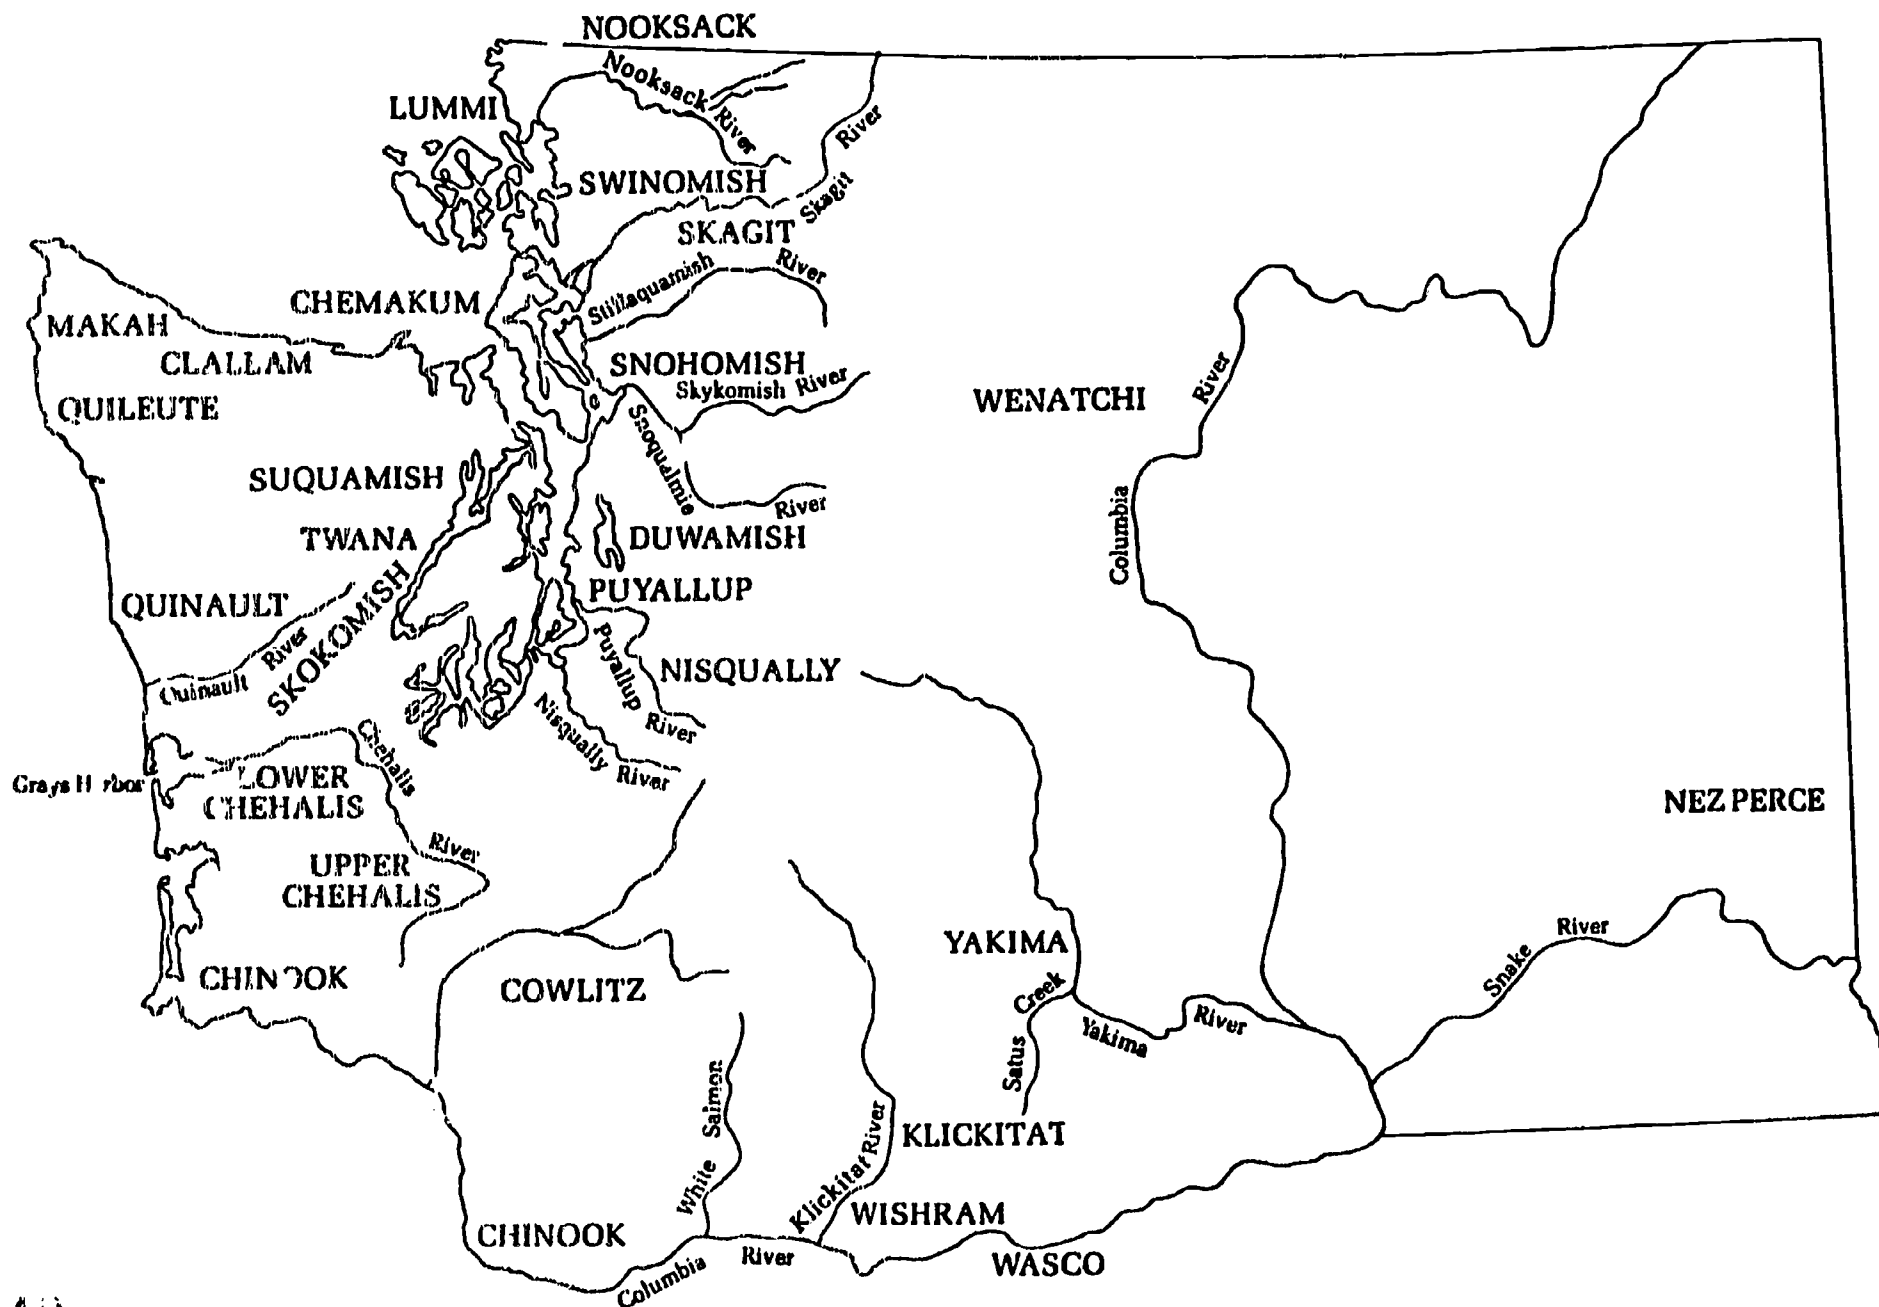 NOOKSACK
Nooksack River
LUMMI
River
SWINOMISH
Skagit
SKAGIT
River
Stillaquamish
CHEMAKUM
MAKAH
CLALLAM
SNOHOMISH
Skykomish River
QUILEUTE
WENATCHI
River
Snoqualmie
River
SUQUAMISH
Columbia
TWANA
DUWAMISH
SKOKOMISH
PUYALLUP
QUINAULT
Quinault River
Puyallup River
NISQUALLY
Nisqually River
Chehalis
River
Grays H rbor
LOWER
CHEHALIS
UPPER
CHEHALIS
NEZ PERCE
CHINOOK
COWLITZ
YAKIMA
Satus Creek
Yakima River
Snake River
White Salmon
Klickitat River
KLICKITAT
WISHRAM
CHINOOK
Columbia River
WASCO